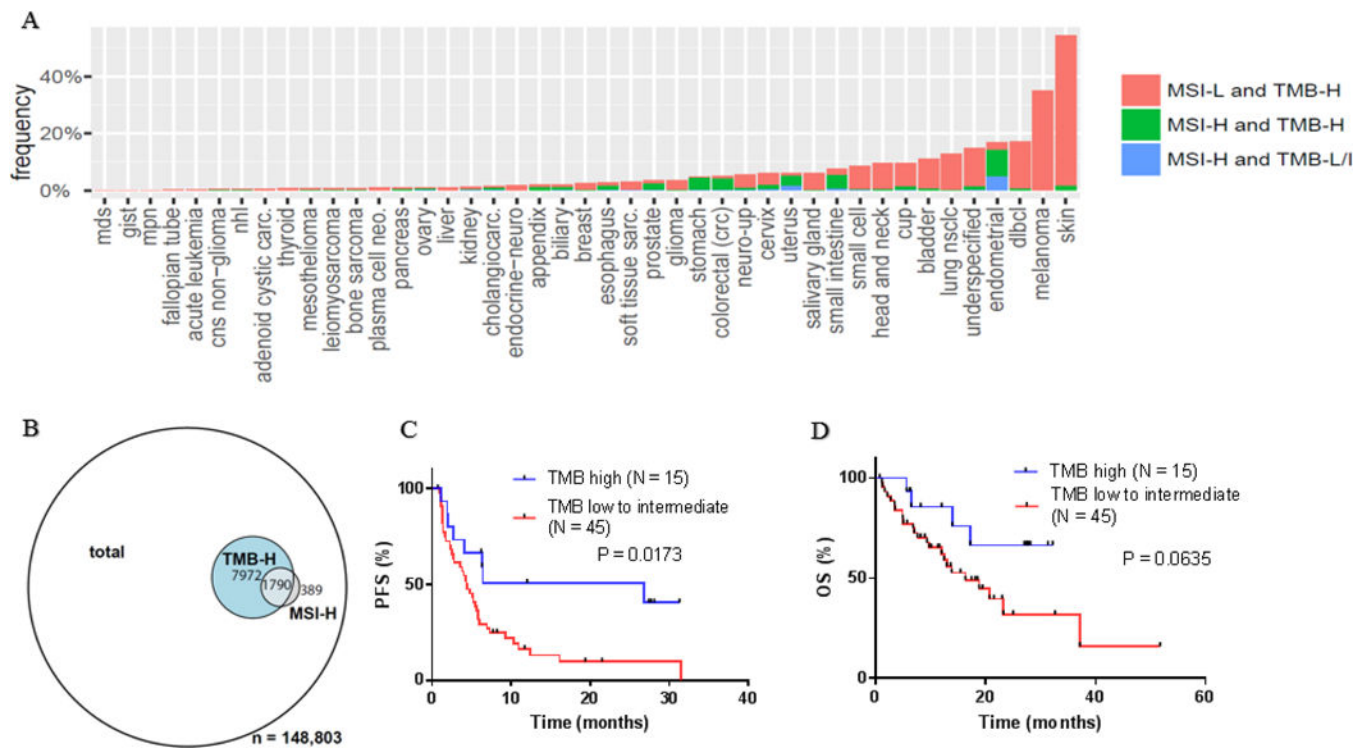 A
frequency
40%
20%
0%
mds
gist
mpn
fallopian tube
acute leukemia
cns non-glioma
nhl
adenoid cystic carc.
thyroid
mesothelioma
leiomyosarcoma
bone sarcoma
plasma cell neo.
pancreas
ovary
liver
kidney
cholangiocarc.
endocrine-neuro
appendix
biliary
breast
esophagus
soft tissue sarc.
prostate
glioma
stomach
colorectal (crc)
neuro-up
cervix
uterus
salivary gland
small intestine
small cell
head and neck
cup
bladder
lung nsclc
underspecified
endometrial
dlbcl
melanoma
skin
MSI-L and TMB-H
MSI-H and TMB-H
MSI-H and TMB-L/I
B
total
TMB-H
7972
1790
389
MSI-H
n = 148,803
C
TMB high (N = 15)
TMB low to intermediate
(N = 45)
P = 0.0173
PFS (%)
100
50
0
0 10 20 30 40
Time (months)
D
TMB high (N = 15)
TMB low to intermediate
(N = 45)
P = 0.0635
OS (%)
100
50
0
0 20 40 60
Time (months)